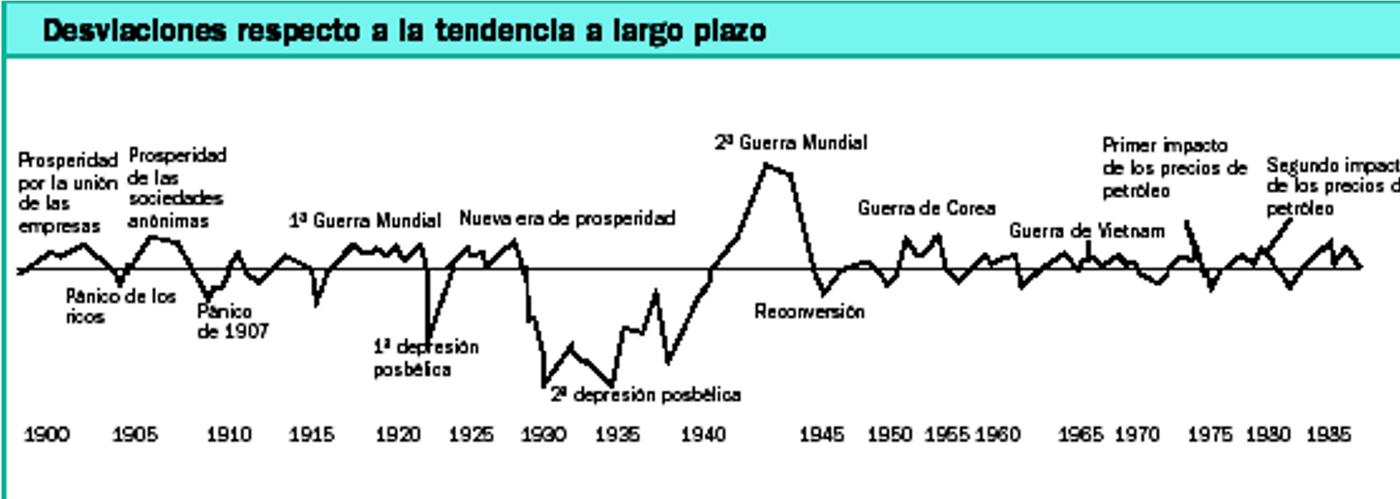 Desviaciones respecto a la tendencia a largo plazo
Prosperidad
por la unión
de las
empresas
Prosperidad
de las
sociedades
anónimas
1ª Guerra Mundial
Nueva era de prosperidad
2ª Guerra Mundial
Guerra de Corea
Guerra de Vietnam
Primer impacto
de los precios de
petróleo
Segundo impact
de los precios d
petróleo
Pánico de los
ricos
Pánico
de 1907
1ª depresión
posbélica
2ª depresión posbélica
Reconversión
1900 1905 1910 1915 1920 1925 1930 1935 1940 1945 1950 1955 1960 1965 1970 1975 1980 1985